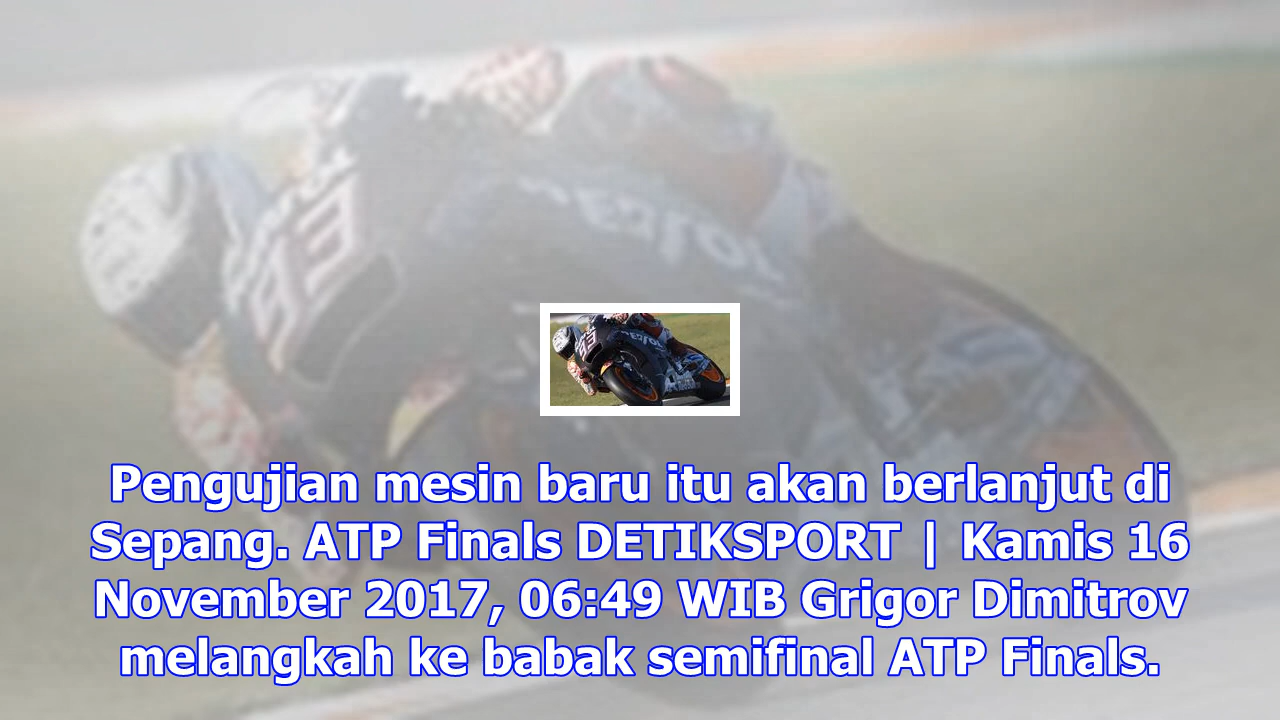 93
Pengujian mesin baru itu akan berlanjut di
Sepang. ATP Finals DETIKSPORT | Kamis 16
November 2017, 06:49 WIB Grigor Dimitrov
melangkah ke babak semifinal ATP Finals.